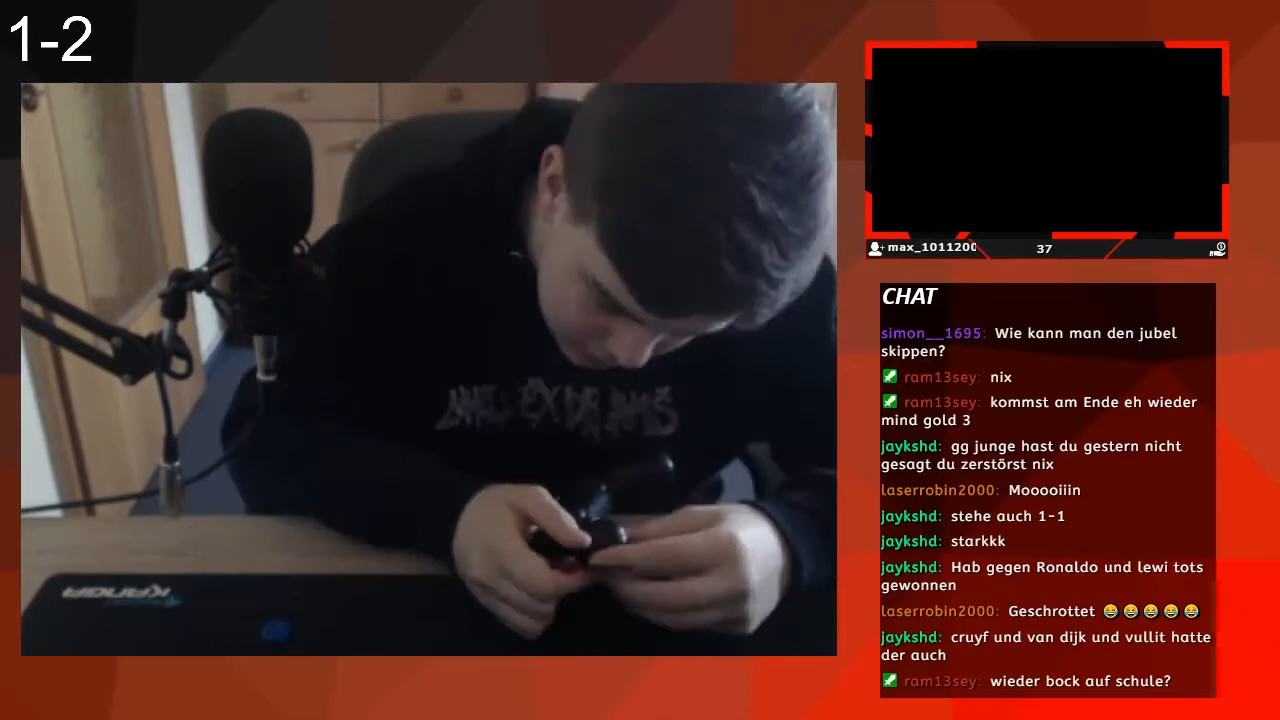 1-2
max_1011200
37
CHAT
simon__1695: Wie kann man den jubel
skippen?
ram13sey: nix
ram13sey: kommst am Ende eh wieder
mind gold 3
jaykshd: gg junge hast du gestern nicht
gesagt du zerstörst nix
laserrobin2000: Mooooiiin
jaykshd: stehe auch 1-1
jaykshd: starkkk
jaykshd: Hab gegen Ronaldo und lewi tots
gewonnen
laserrobin2000: Geschrottet 😂😂😂😂😂
jaykshd: cruyf und van dijk und vullit hatte
der auch
ram13sey: wieder bock auf schule?
KANGA